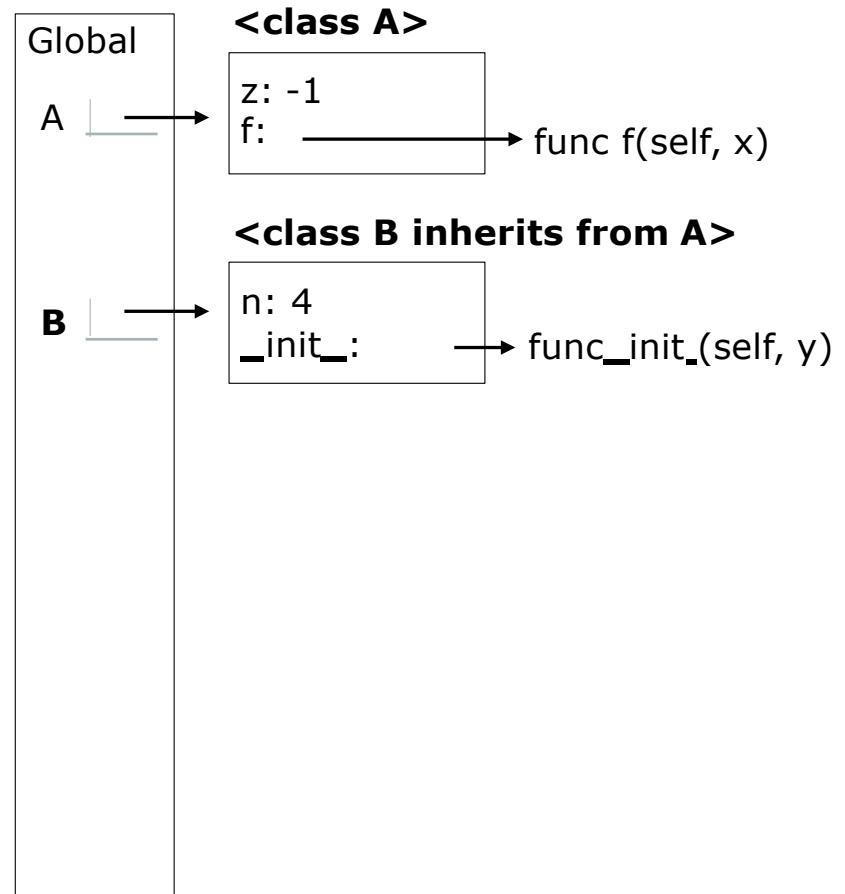 Global
<class A>
A
z: -1
f:
func f(self, x)
<class B inherits from A>
B
n: 4
_init_:
func_init_(self, y)